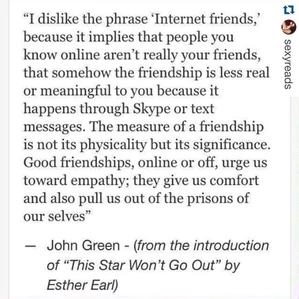 “I dislike the phrase ‘Internet friends,’
because it implies that people you
know online aren’t really your friends,
that somehow the friendship is less real
or meaningful to you because it
happens through Skype or text
messages. The measure of a friendship
is not its physicality but its significance.
Good friendships, online or off, urge us
toward empathy; they give us comfort
and also pull us out of the prisons of
our selves”
— John Green - (from the introduction
of “This Star Won’t Go Out” by
Esther Earl)
sexyreads